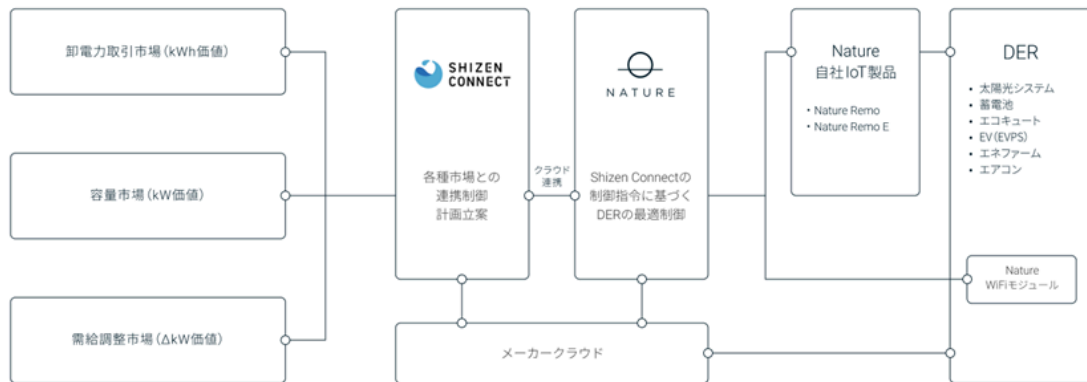 卸電力取引市場(kWh価値)
容量市場(kW価値)
需給調整市場(ΔkW価値)
SHIZEN
CONNECT
各種市場との
連携制御
計画立案
クラウド
連携
NATURE
Shizen Connectの
制御指令に基づく
DERの最適制御
メーカークラウド
Nature
自社IoT製品
・Nature Remo
・Nature Remo E
DER
• 太陽光システム
• 蓄電池
• エコキュート
• EV(EVPS)
• エネファーム
• エアコン
Nature
WiFiモジュール